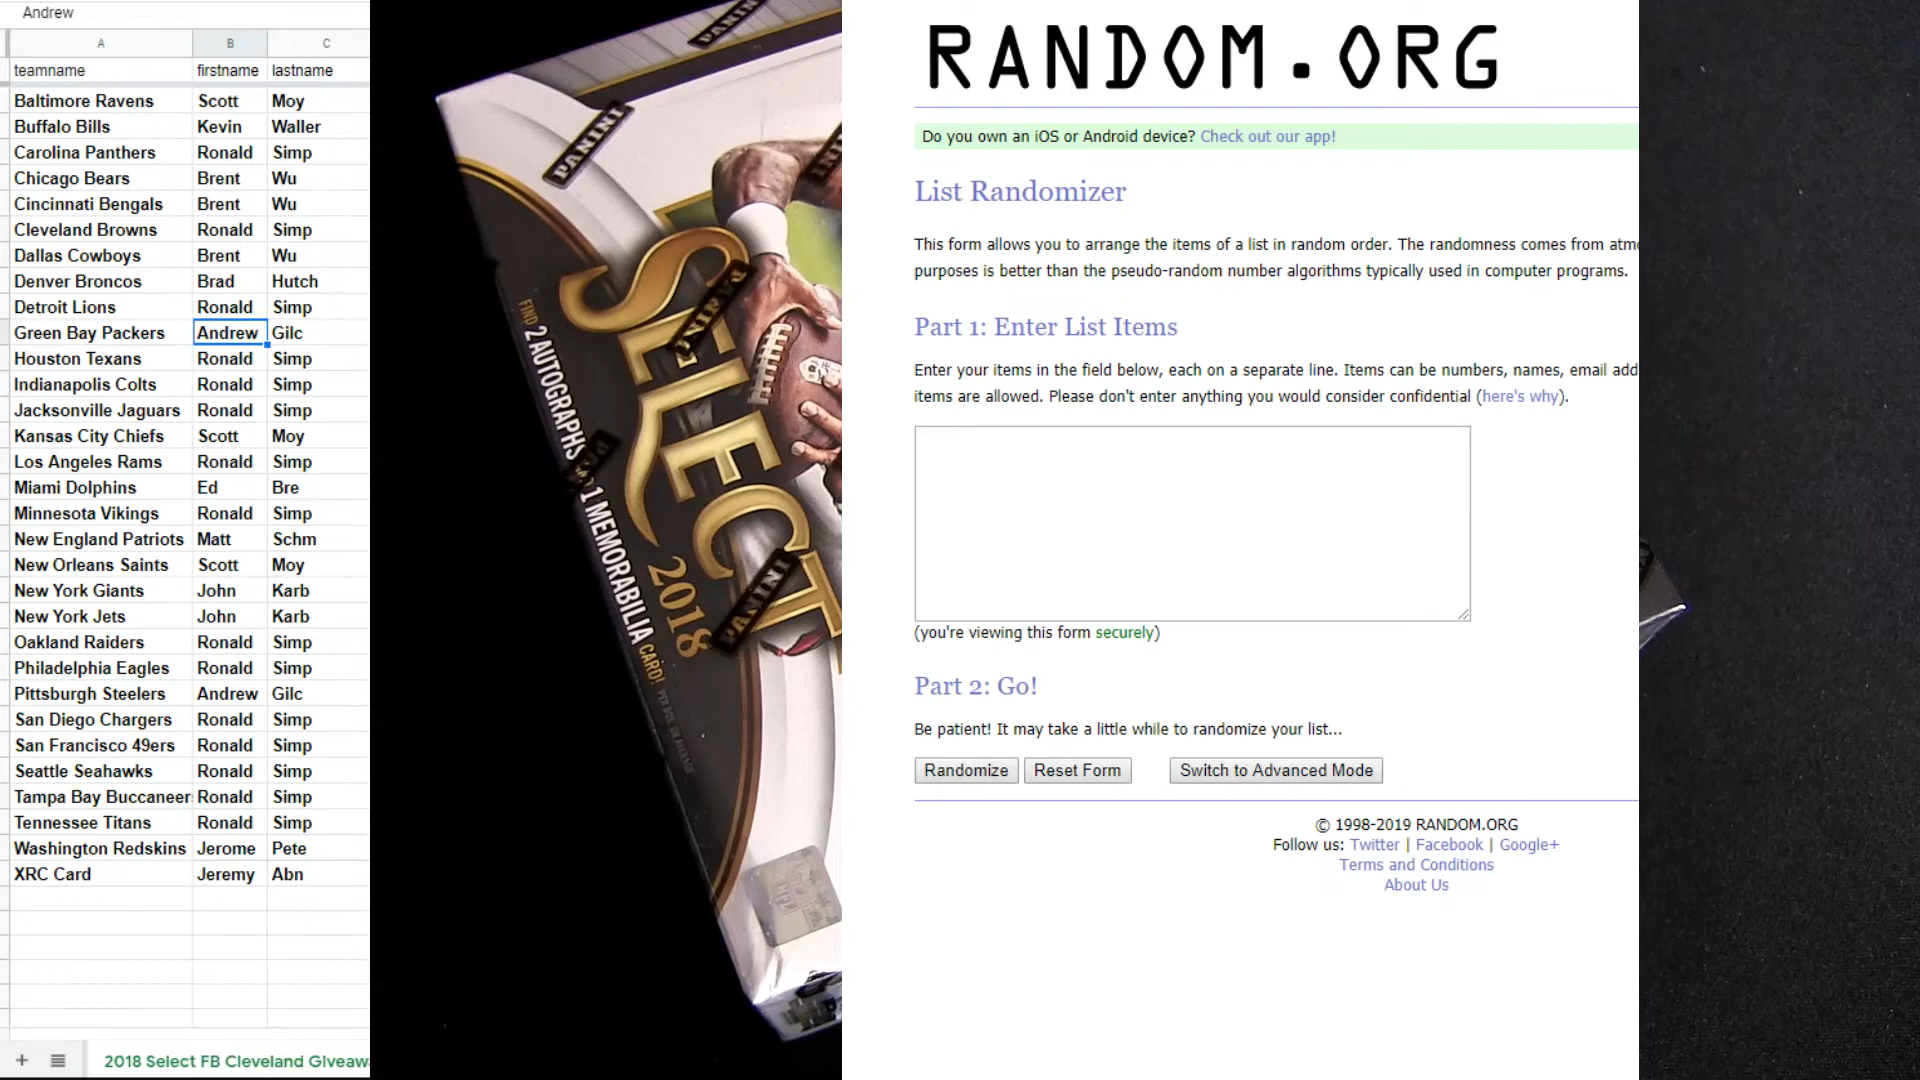 Andrew
A B C
teamname firstname lastname
Baltimore Ravens Scott Moy
Buffalo Bills Kevin Waller
Carolina Panthers Ronald Simp
Chicago Bears Brent Wu
Cincinnati Bengals Brent Wu
Cleveland Browns Ronald Simp
Dallas Cowboys Brent Wu
Denver Broncos Brad Hutch
Detroit Lions Ronald Simp
Green Bay Packers Andrew Gilc
Houston Texans Ronald Simp
Indianapolis Colts Ronald Simp
Jacksonville Jaguars Ronald Simp
Kansas City Chiefs Scott Moy
Los Angeles Rams Ronald Simp
Miami Dolphins Ed Bre
Minnesota Vikings Ronald Simp
New England Patriots Matt Schm
New Orleans Saints Scott Moy
New York Giants John Karb
New York Jets John Karb
Oakland Raiders Ronald Simp
Philadelphia Eagles Ronald Simp
Pittsburgh Steelers Andrew Gilc
San Diego Chargers Ronald Simp
San Francisco 49ers Ronald Simp
Seattle Seahawks Ronald Simp
Tampa Bay Buccaneer Ronald Simp
Tennessee Titans Ronald Simp
Washington Redskins Jerome Pete
XRC Card Jeremy Abn
2018 Select FB Cleveland GIveaw
PANINI
PANINI
SELECT
2018
PANINI
PANINI
FIND 2 AUTOGRAPHS 1 MEMORABILIA CARD!
NFL
RANDOM.ORG
Do you own an iOS or Android device? Check out our app!
List Randomizer
This form allows you to arrange the items of a list in random order. The randomness comes from atm
purposes is better than the pseudo-random number algorithms typically used in computer programs.
Part 1: Enter List Items
Enter your items in the field below, each on a separate line. Items can be numbers, names, email add
items are allowed. Please don't enter anything you would consider confidential (here's why).
(you're viewing this form securely)
Part 2: Go!
Be patient! It may take a little while to randomize your list...
Randomize Reset Form Switch to Advanced Mode
© 1998-2019 RANDOM.ORG
Follow us: Twitter | Facebook | Google+
Terms and Conditions
About Us